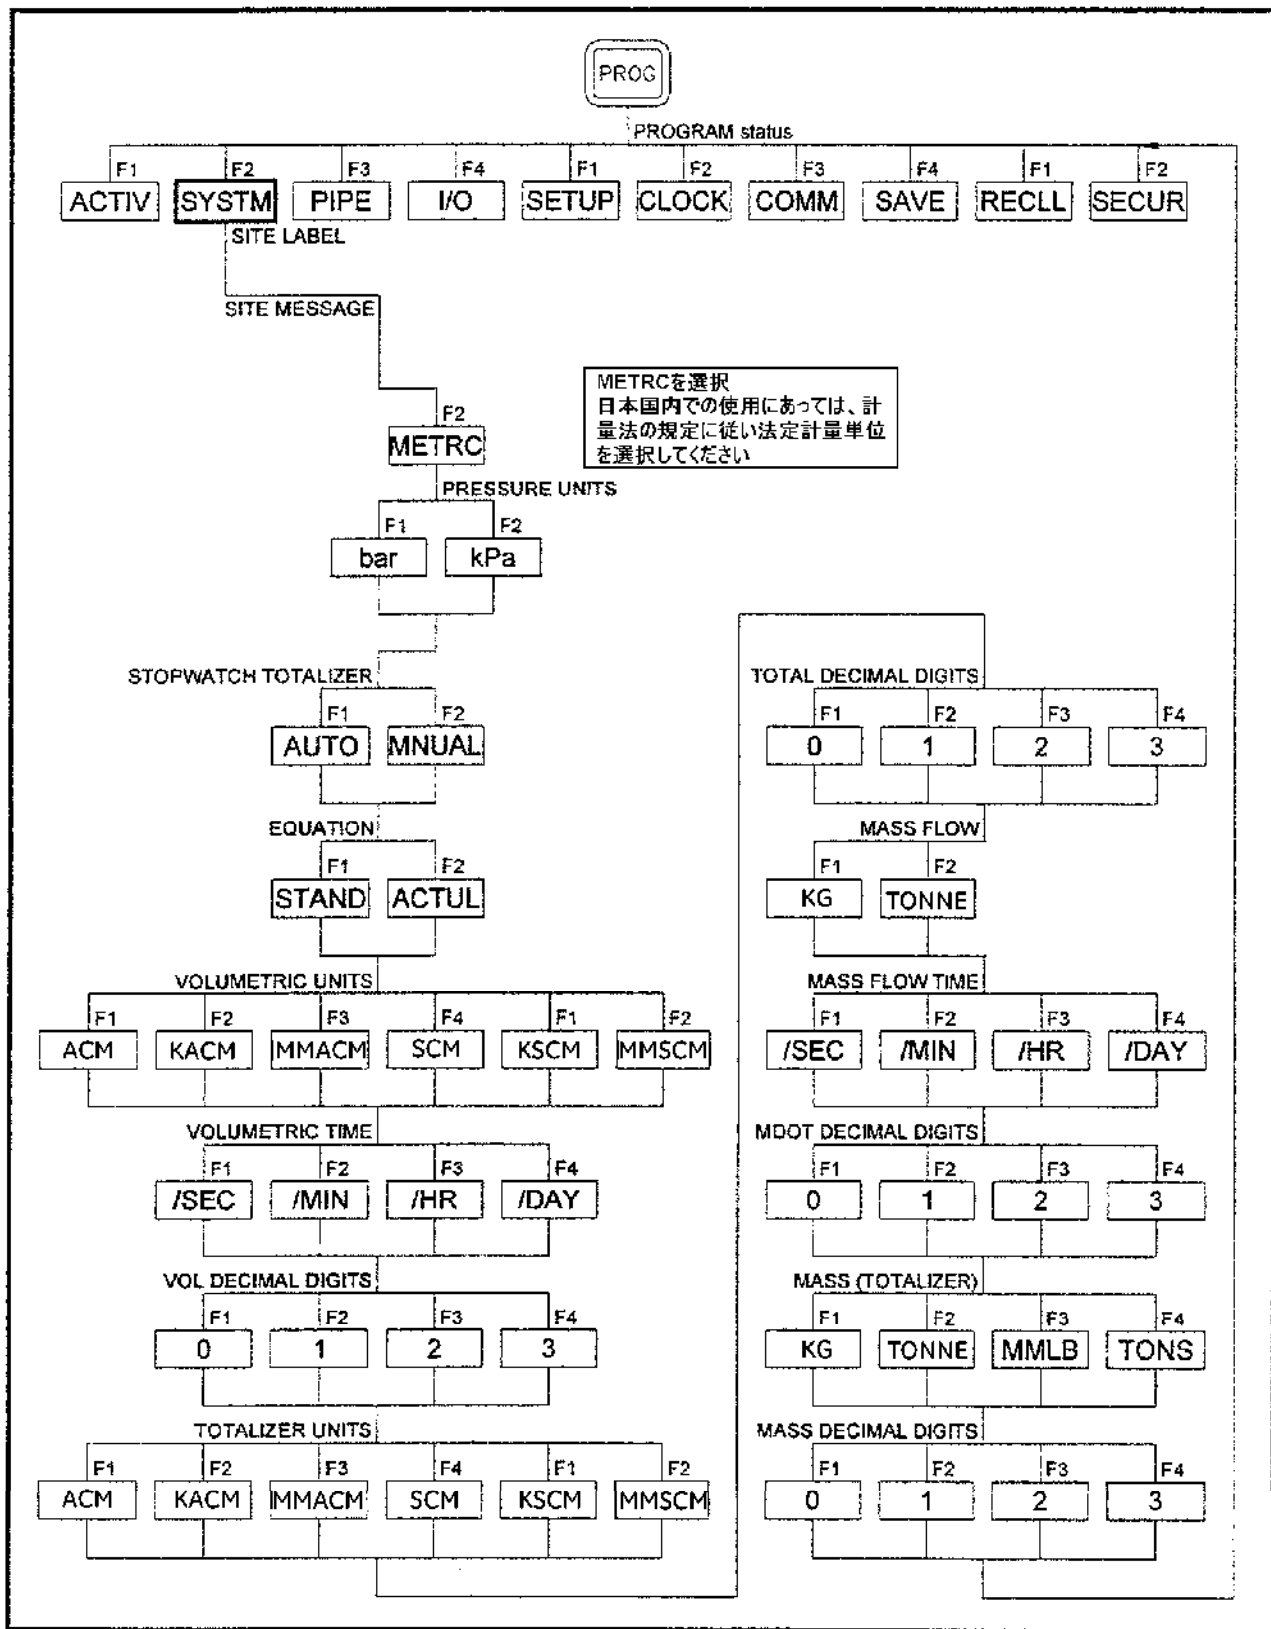 PROG
PROGRAM status
F1 F2 F3 F4 F1 F2 F3 F4 F1 F2
ACTIV SYSTM PIPE I/O SETUP CLOCK COMM SAVE RECLL SECUR
SITE LABEL
SITE MESSAGE
METRCを選択
日本国内での使用にあっては、計
量法の規定に従い法定計量単位
を選択してください
F2
METRC
PRESSURE UNITS
F1 F2
bar kPa
STOPWATCH TOTALIZER
F1 F2
AUTO MNUAL
EQUATION
F1 F2
STAND ACTUL
VOLUMETRIC UNITS
F1 F2 F3 F4 F1 F2
ACM KACM MMACM SCM KSCM MMSCM
VOLUMETRIC TIME
F1 F2 F3 F4
/SEC /MIN /HR /DAY
VOL DECIMAL DIGITS
F1 F2 F3 F4
0 1 2 3
TOTALIZER UNITS
F1 F2 F3 F4 F1 F2
ACM KACM MMACM SCM KSCM MMSCM
TOTAL DECIMAL DIGITS
F1 F2 F3 F4
0 1 2 3
MASS FLOW
F1 F2
KG TONNE
MASS FLOW TIME
F1 F2 F3 F4
/SEC /MIN /HR /DAY
MDOT DECIMAL DIGITS
F1 F2 F3 F4
0 1 2 3
MASS (TOTALIZER)
F1 F2 F3 F4
KG TONNE MMLB TONS
MASS DECIMAL DIGITS
F1 F2 F3 F4
0 1 2 3